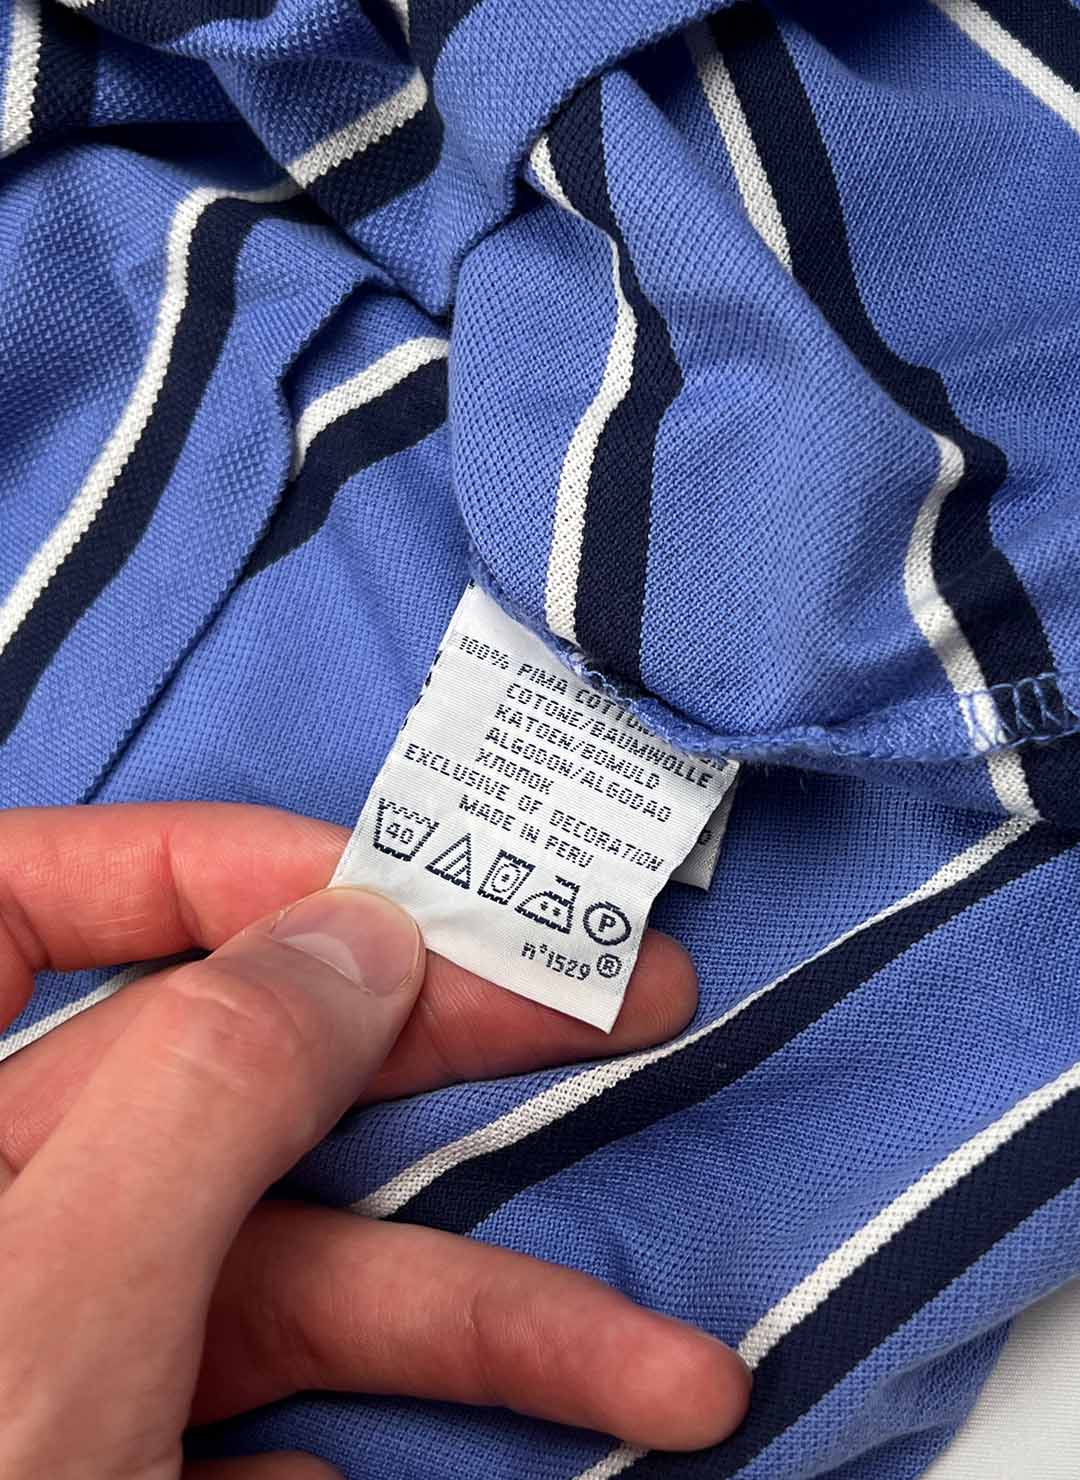 100% PIMA COTTON
COTONE/BAUMWOLLE
KATOEN/BOMULD
ALGODON/ALGODAO
ХЛОПОК
EXCLUSIVE OF DECORATION
MADE IN PERU
40
P
n°1529 ®